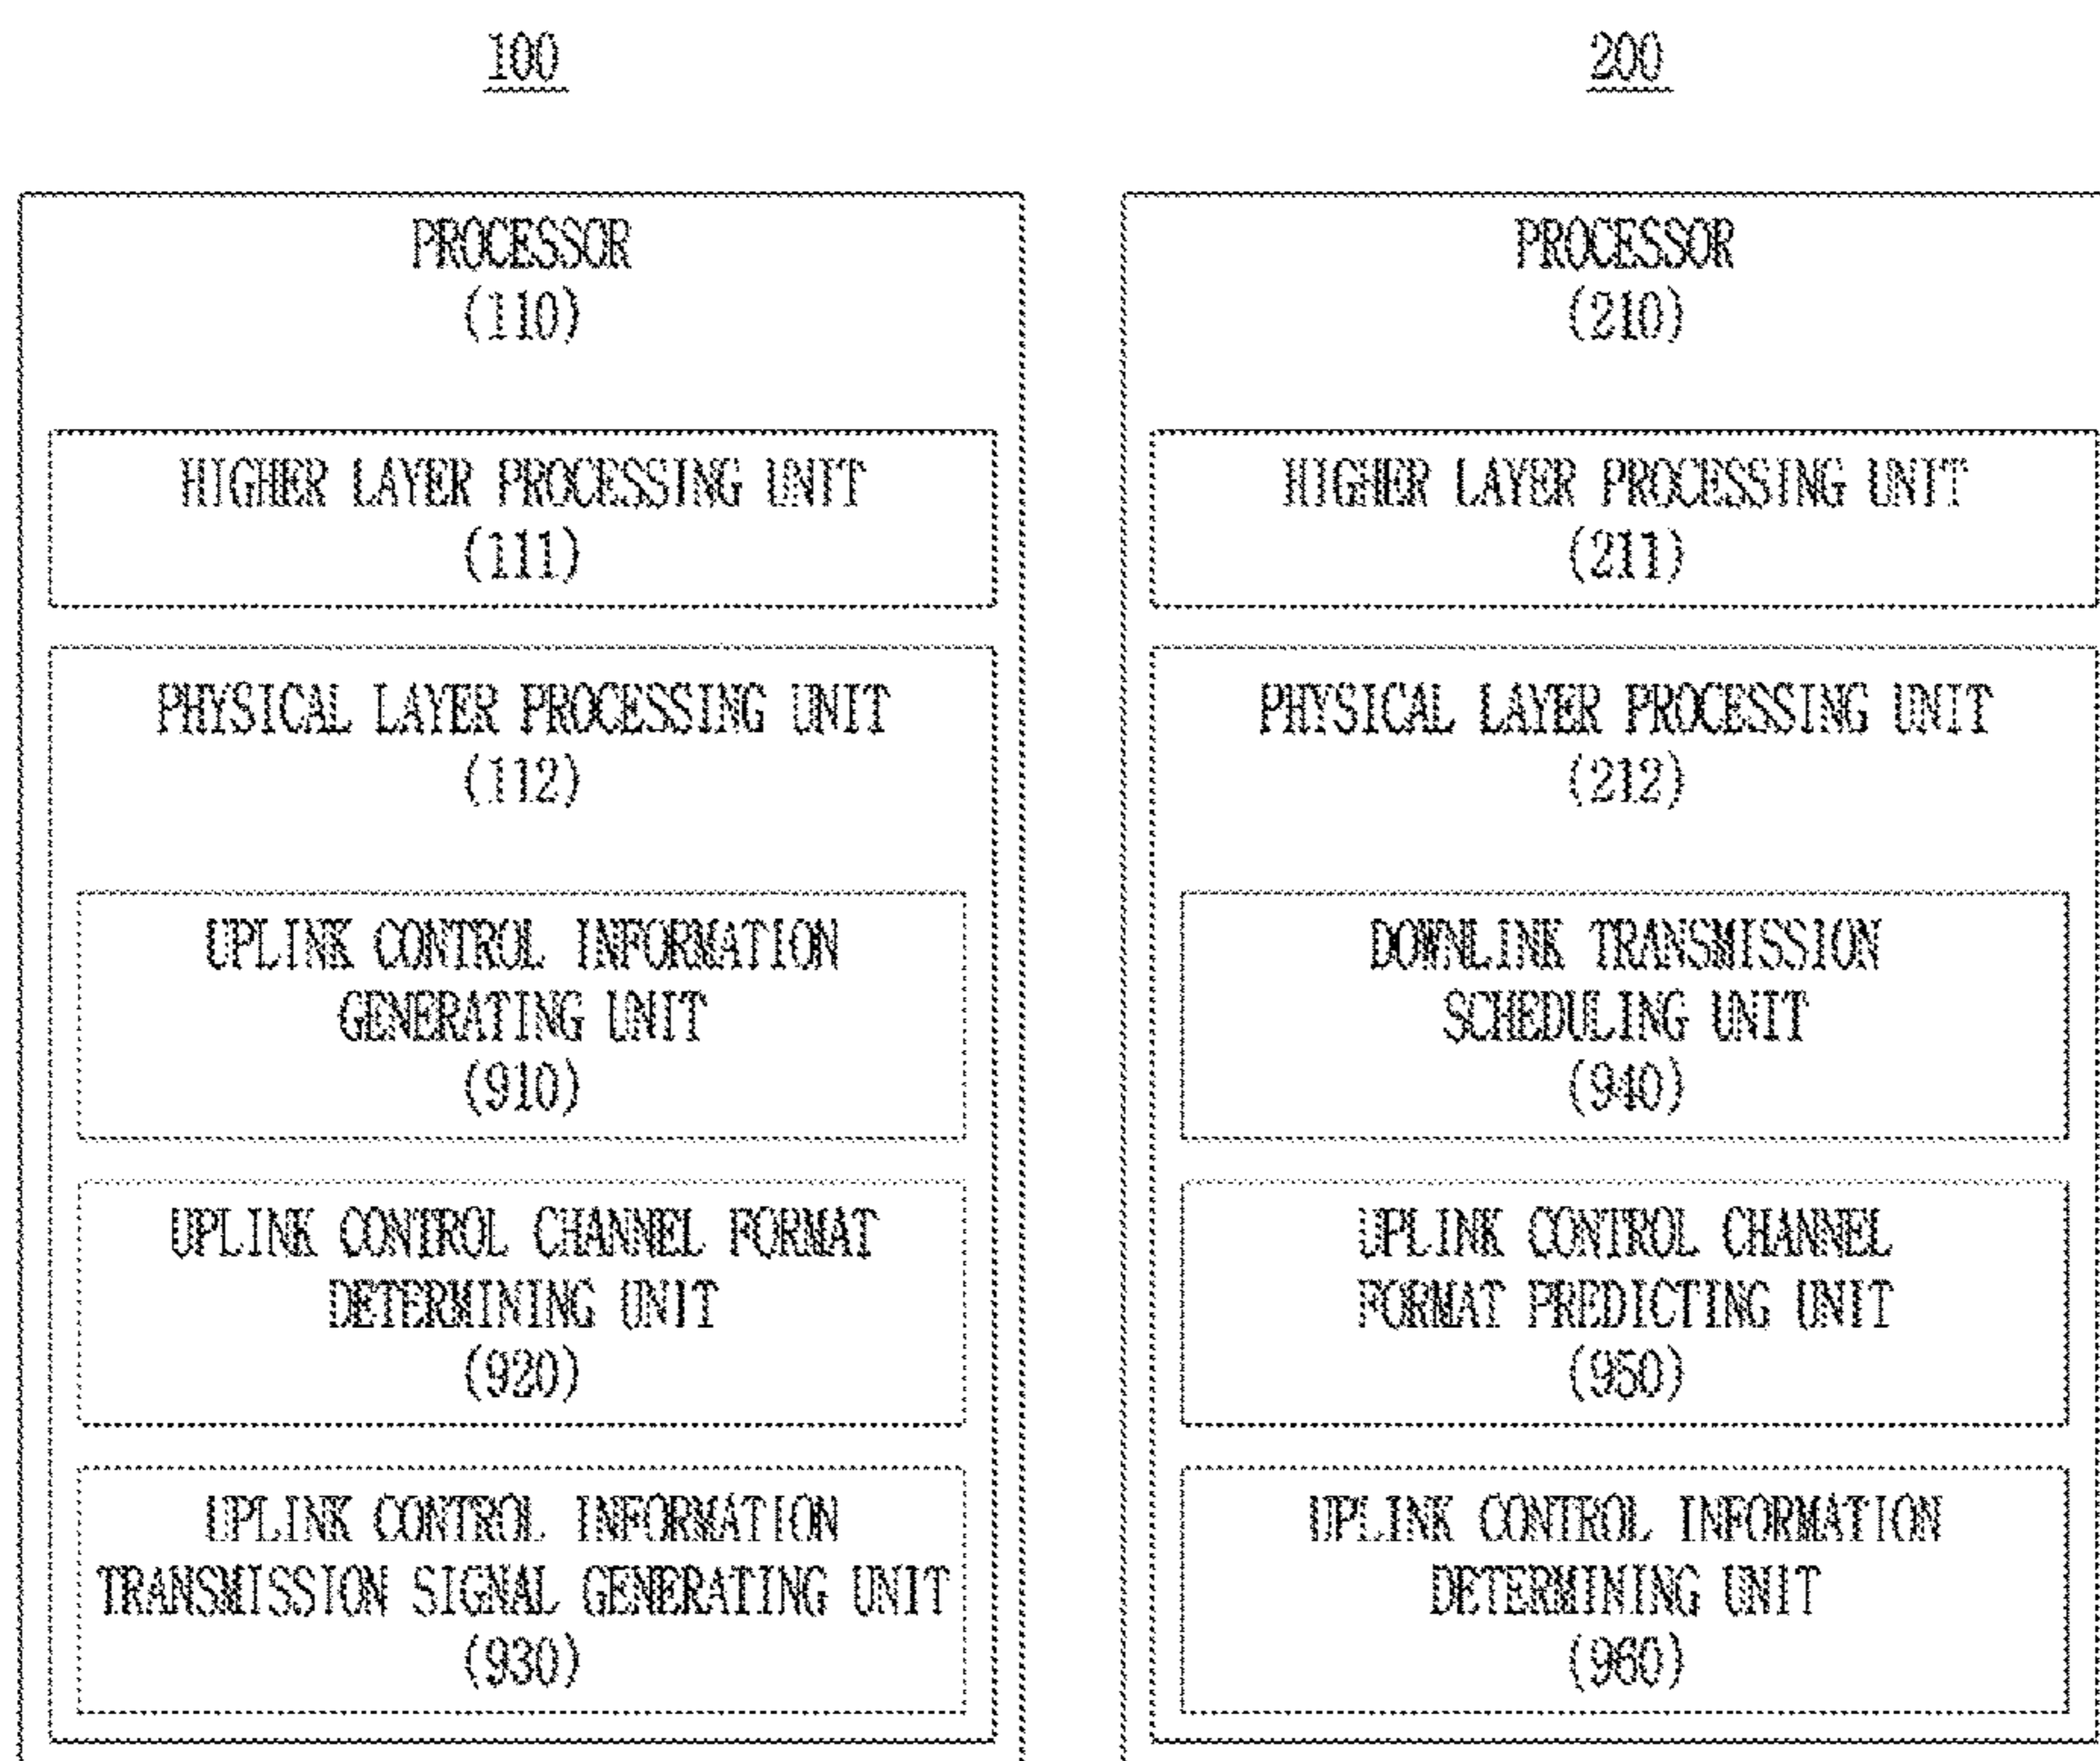 100
PROCESSOR
(110)
HIGHER LAYER PROCESSING UNIT
(111)
PHYSICAL LAYER PROCESSING UNIT
(112)
UPLINK CONTROL INFORMATION
GENERATING UNIT
(910)
UPLINK CONTROL CHANNEL FORMAT
DETERMINING UNIT
(920)
UPLINK CONTROL INFORMATION
TRANSMISSION SIGNAL GENERATING UNIT
(930)
200
PROCESSOR
(210)
HIGHER LAYER PROCESSING UNIT
(211)
PHYSICAL LAYER PROCESSING UNIT
(212)
DOWNLINK TRANSMISSION
SCHEDULING UNIT
(940)
UPLINK CONTROL CHANNEL
FORMAT PREDICTING UNIT
(950)
UPLINK CONTROL INFORMATION
DETERMINING UNIT
(960)